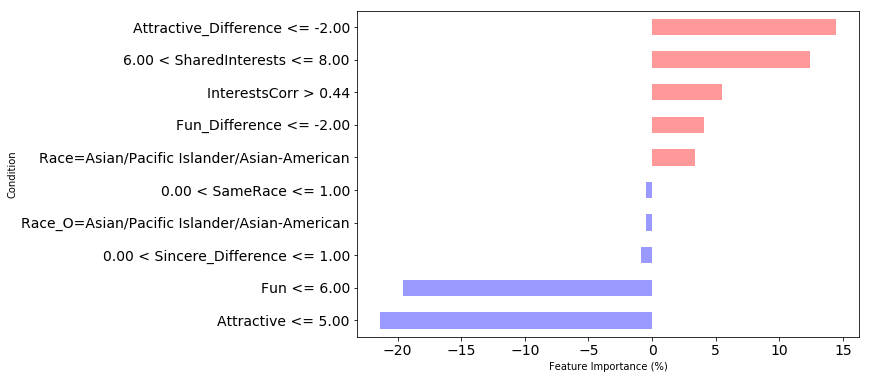 Attractive_Difference <= -2.00
6.00 < SharedInterests <= 8.00
InterestsCorr > 0.44
Fun_Difference <= -2.00
Race=Asian/Pacific Islander/Asian-American
0.00 < SameRace <= 1.00
Race_O=Asian/Pacific Islander/Asian-American
0.00 < Sincere_Difference <= 1.00
Fun <= 6.00
Attractive <= 5.00
Condition
−20 −15 −10 −5 0 5 10 15
Feature Importance (%)